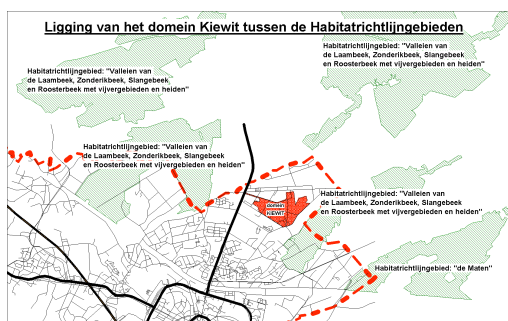 Ligging van het domein Kiewit tussen de Habitatrichtlijngebieden
Habitatrichtlijngebied: "Valleien van
de Laambeek, Zonderikbeek, Slangebeek
en Roosterbeek met vijvergebieden en heiden"
Habitatrichtlijngebied: "Valleien van
de Laambeek, Zonderikbeek, Slangebeek
en Roosterbeek met vijvergebieden en heiden"
Habitatrichtlijngebied: "Valleien van
de Laambeek, Zonderikbeek, Slangebeek
en Roosterbeek met vijvergebieden en heiden"
Habitatrichtlijngebied: "Valleien van
de Laambeek, Zonderikbeek, Slangebeek
en Roosterbeek met vijvergebieden en heiden"
domein
KIEWIT
Habitatrichtlijngebied: "de Maten"